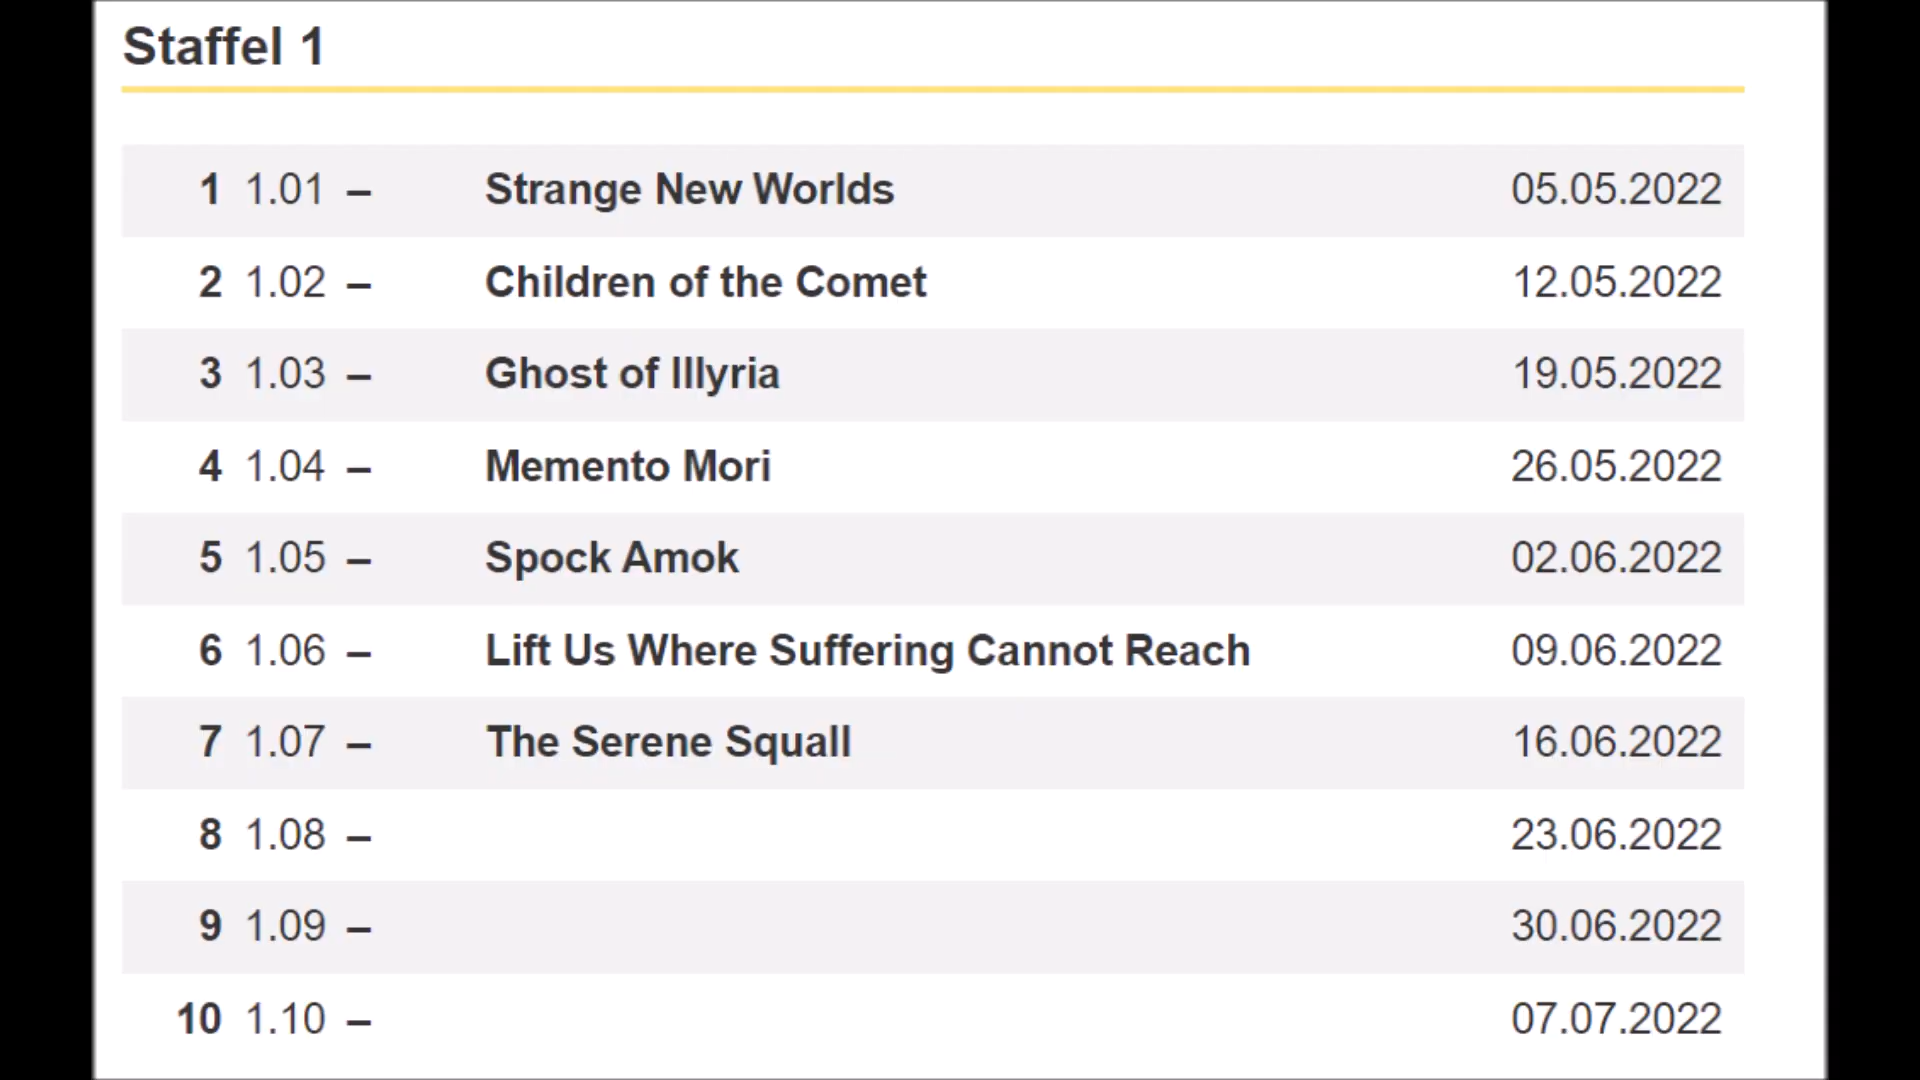 Staffel 1
1 1.01 – Strange New Worlds 05.05.2022
2 1.02 – Children of the Comet 12.05.2022
3 1.03 – Ghost of Illyria 19.05.2022
4 1.04 – Memento Mori 26.05.2022
5 1.05 – Spock Amok 02.06.2022
6 1.06 – Lift Us Where Suffering Cannot Reach 09.06.2022
7 1.07 – The Serene Squall 16.06.2022
8 1.08 – 23.06.2022
9 1.09 – 30.06.2022
10 1.10 – 07.07.2022